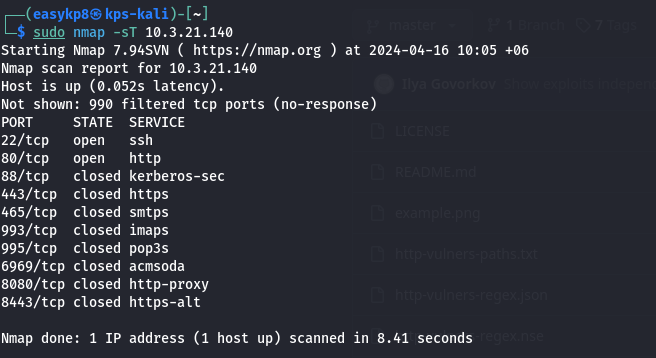 ┌──(easykp8㉿kps-kali)-[~]
└─$ sudo nmap -sT 10.3.21.140
Starting Nmap 7.94SVN ( https://nmap.org ) at 2024-04-16 10:05 +06
Nmap scan report for 10.3.21.140
Host is up (0.052s latency).
Not shown: 990 filtered tcp ports (no-response)
PORT     STATE  SERVICE
22/tcp   open   ssh
80/tcp   open   http
88/tcp   closed kerberos-sec
443/tcp  closed https
465/tcp  closed smtps
993/tcp  closed imaps
995/tcp  closed pop3s
6969/tcp closed acmsoda
8080/tcp closed http-proxy
8443/tcp closed https-alt
Nmap done: 1 IP address (1 host up) scanned in 8.41 seconds
master
1 Branch
7 Tags
Ilya Govorkov
LICENSE
README.md
example.png
http-vulners-paths.txt
http-vulners-regex.json